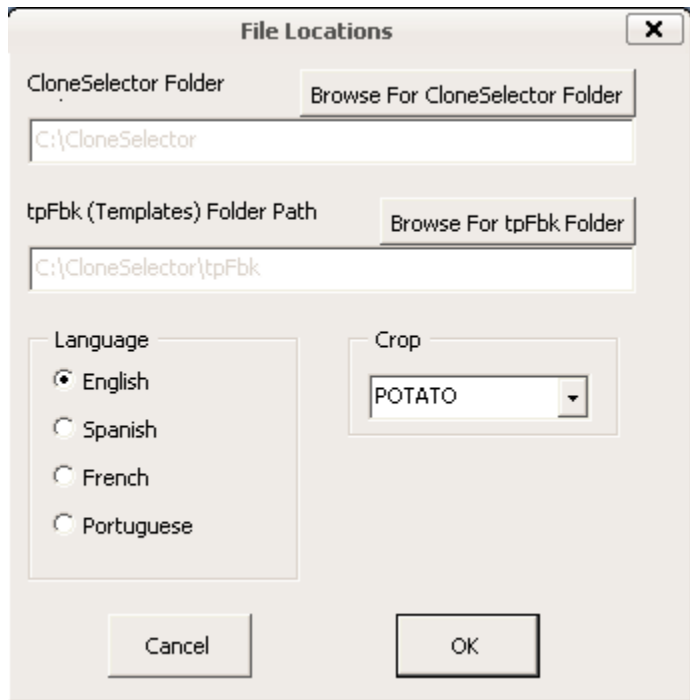 File Locations
CloneSelector Folder
Browse For CloneSelector Folder
C:\CloneSelector
tpFbk (Templates) Folder Path
Browse For tpFbk Folder
C:\CloneSelector\tpFbk
Language
Crop
English
POTATO
Spanish
French
Portuguese
Cancel
OK